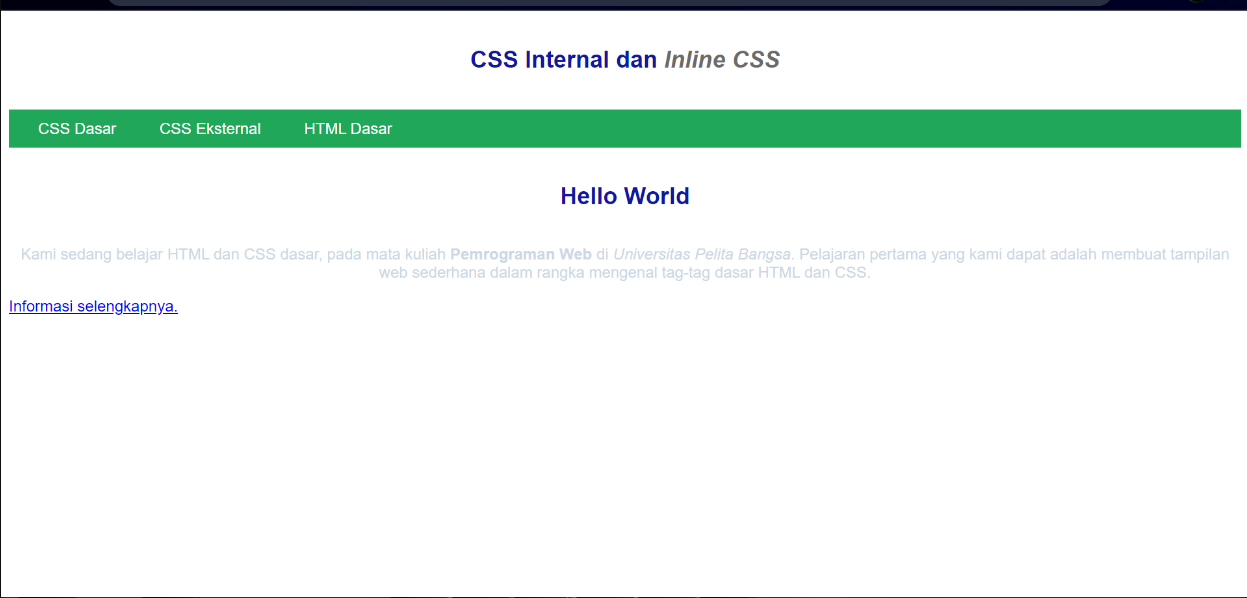 CSS Internal dan Inline CSS
CSS Dasar CSS Eksternal HTML Dasar
Hello World
Kami sedang belajar HTML dan CSS dasar, pada mata kuliah Pemrograman Web di Universitas Pelita Bangsa. Pelajaran pertama yang kami dapat adalah membuat tampilan
web sederhana dalam rangka mengenal tag-tag dasar HTML dan CSS.
Informasi selengkapnya.